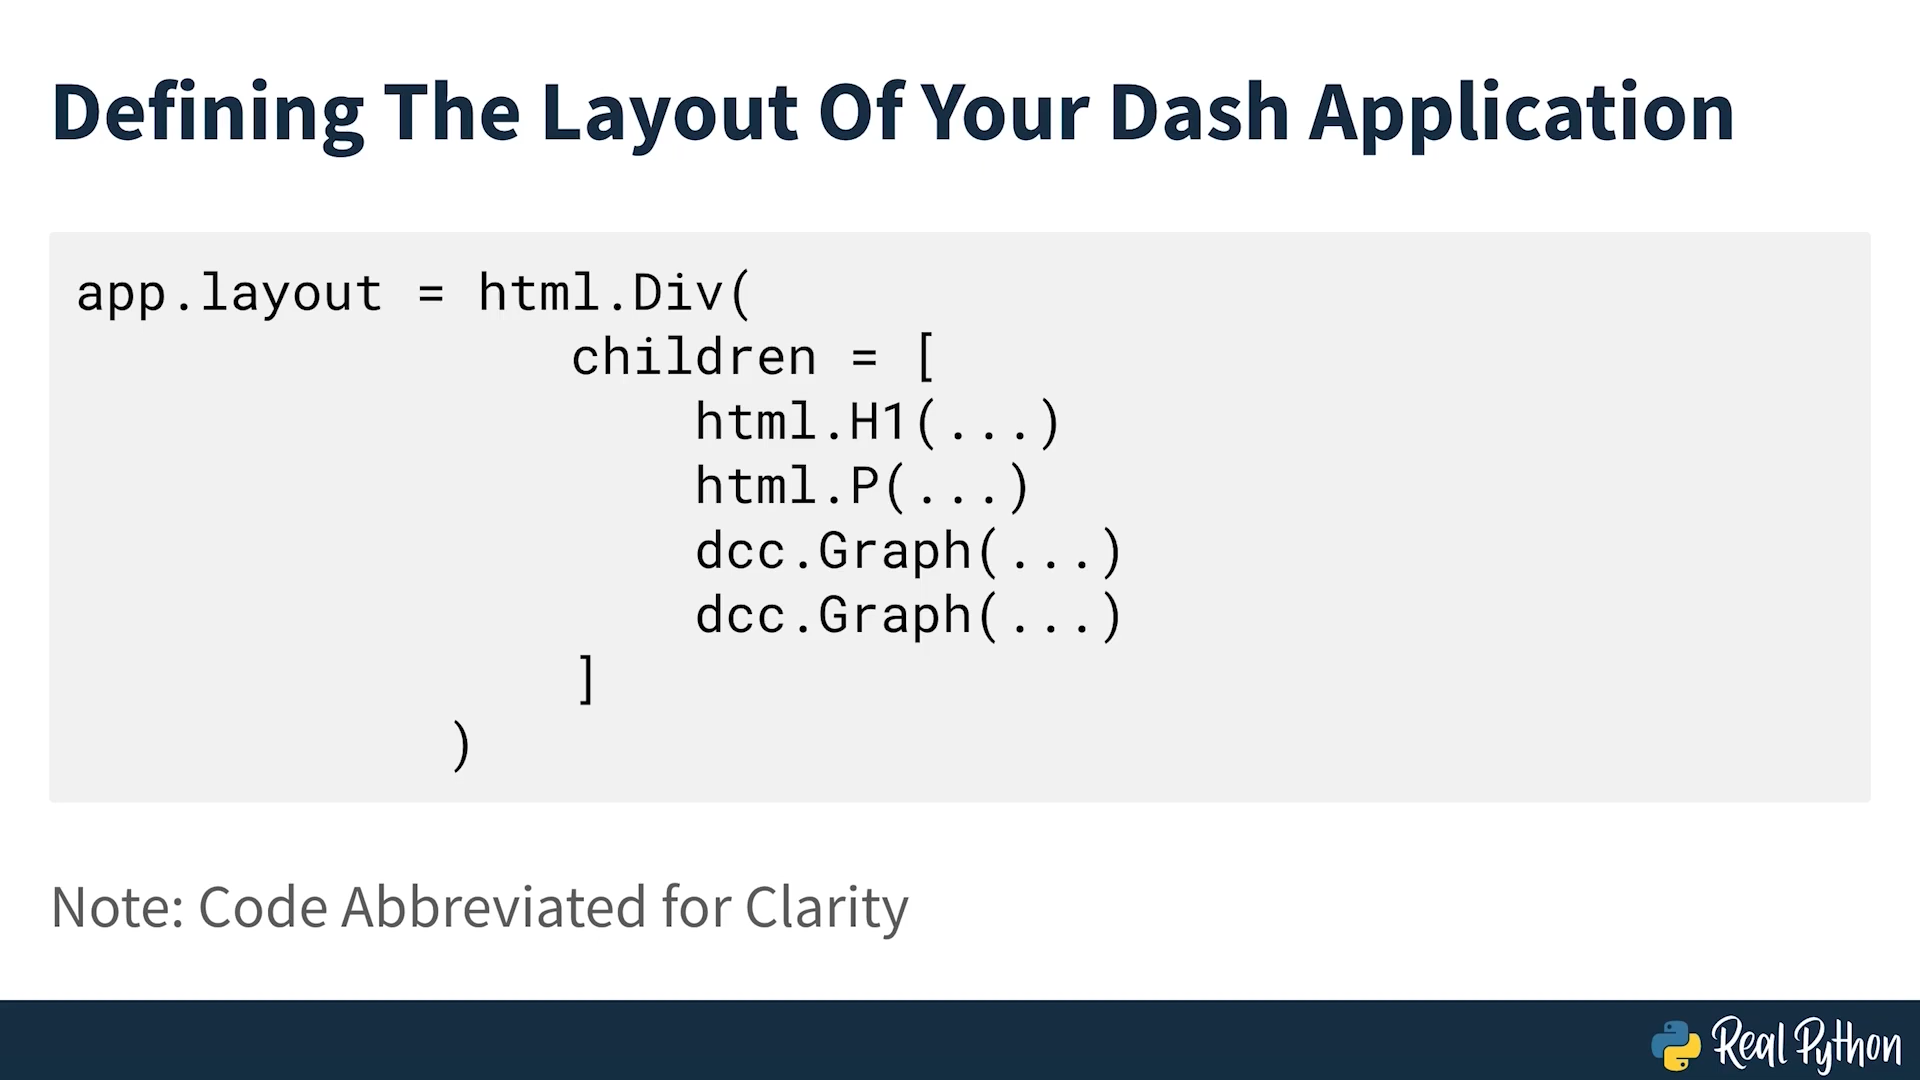 Defining The Layout Of Your Dash Application
app.layout = html.Div(
                children = [
                    html.H1(...)
                    html.P(...)
                    dcc.Graph(...)
                    dcc.Graph(...)
                ]
            )
Note: Code Abbreviated for Clarity
Real Python